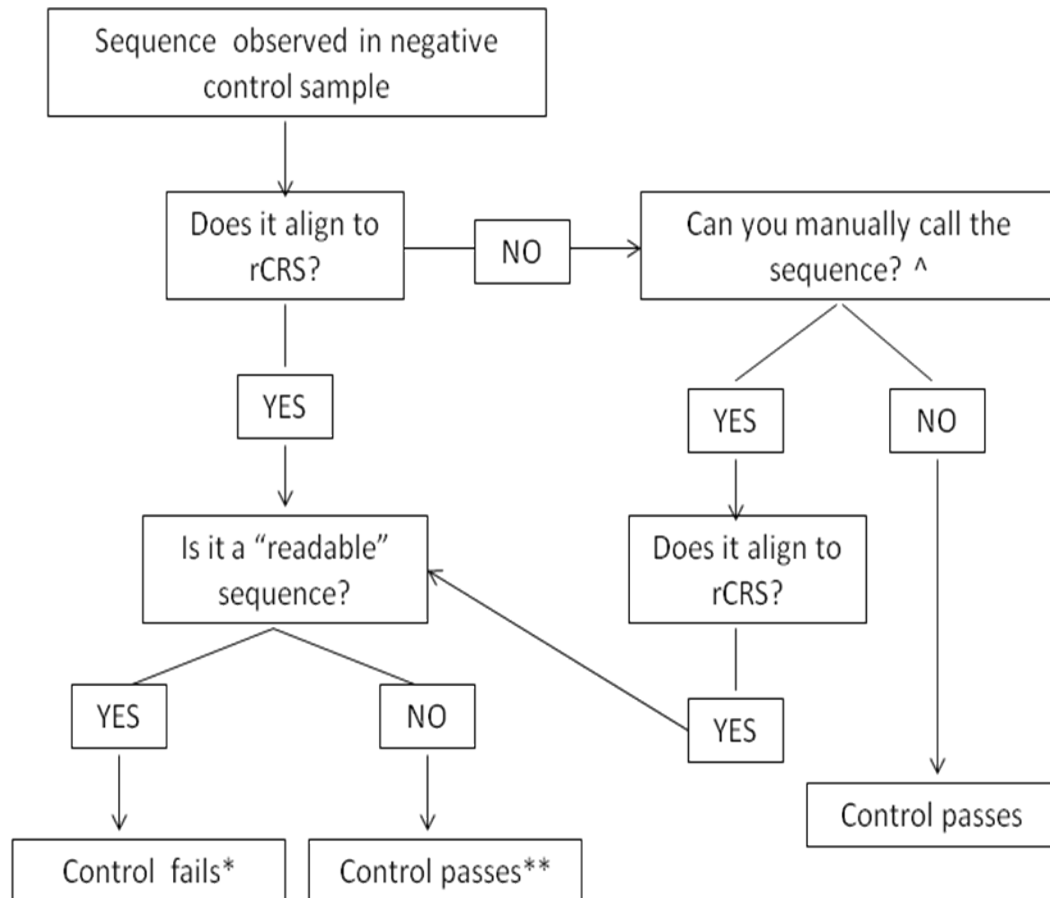 Sequence observed in negative
control sample
Does it align to
rCRS?
NO
Can you manually call the
sequence? ^
YES
YES
NO
Is it a “readable”
sequence?
Does it align to
rCRS?
YES
NO
YES
Control passes
Control fails*
Control passes**